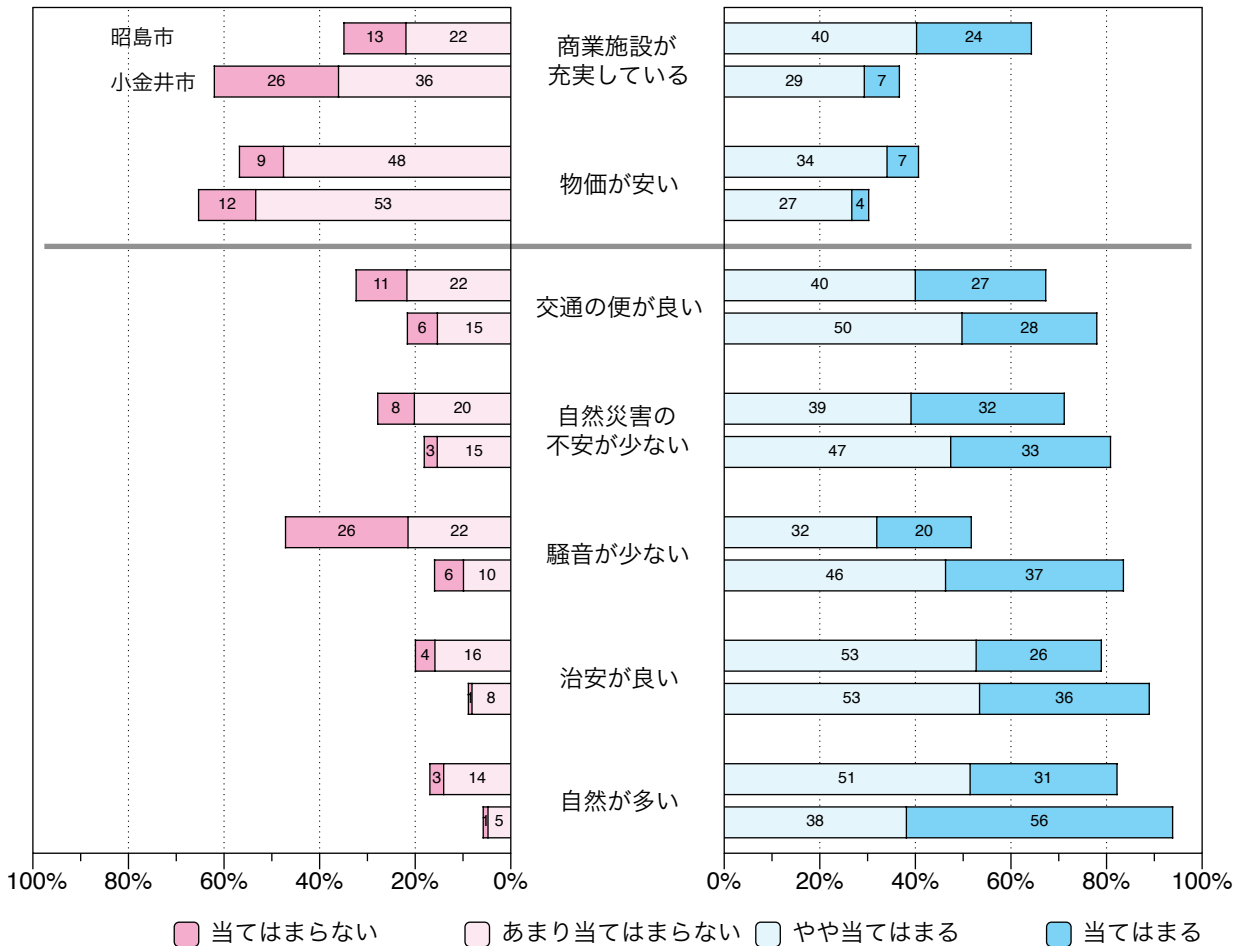 昭島市 13 22 商業施設が 40 24
小金井市 26 36 充実している 29 7
9 48 物価が安い 34 7
12 53 27 4
11 22 交通の便が良い 40 27
6 15 50 28
8 20 自然災害の 39 32
3 15 不安が少ない 47 33
26 22 騒音が少ない 32 20
6 10 46 37
4 16 治安が良い 53 26
1 8 53 36
3 14 自然が多い 51 31
1 5 38 56
100% 80% 60% 40% 20% 0% 0% 20% 40% 60% 80% 100%
当てはまらない あまり当てはまらない やや当てはまる 当てはまる